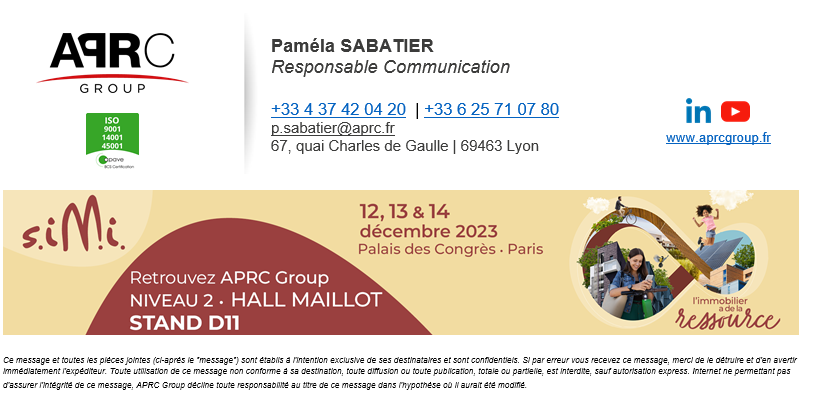 APRC
GROUP
ISO
9001
14001
45001
apave
BCS Certification
Paméla SABATIER
Responsable Communication
+33 4 37 42 04 20 | +33 6 25 71 07 80
p.sabatier@aprc.fr
67, quai Charles de Gaulle | 69463 Lyon
in
www.aprcgroup.fr
s.iMi.
12, 13 & 14
décembre 2023
Palais des Congrès · Paris
Retrouvez APRC Group
NIVEAU 2 · HALL MAILLOT
STAND D11
l'immobilier
a de la
ressource
Ce message et toutes les pièces jointes (ci-après le "message") sont établis à l'intention exclusive de ses destinataires et sont confidentiels. Si par erreur vous recevez ce message, merci de le détruire et d'en avertir
immédiatement l'expéditeur. Toute utilisation de ce message non conforme à sa destination, toute diffusion ou toute publication, totale ou partielle, est interdite, sauf autorisation express. Internet ne permettant pas
d'assurer l'intégrité de ce message, APRC Group décline toute responsabilité au titre de ce message dans l'hypothèse où il aurait été modifié.